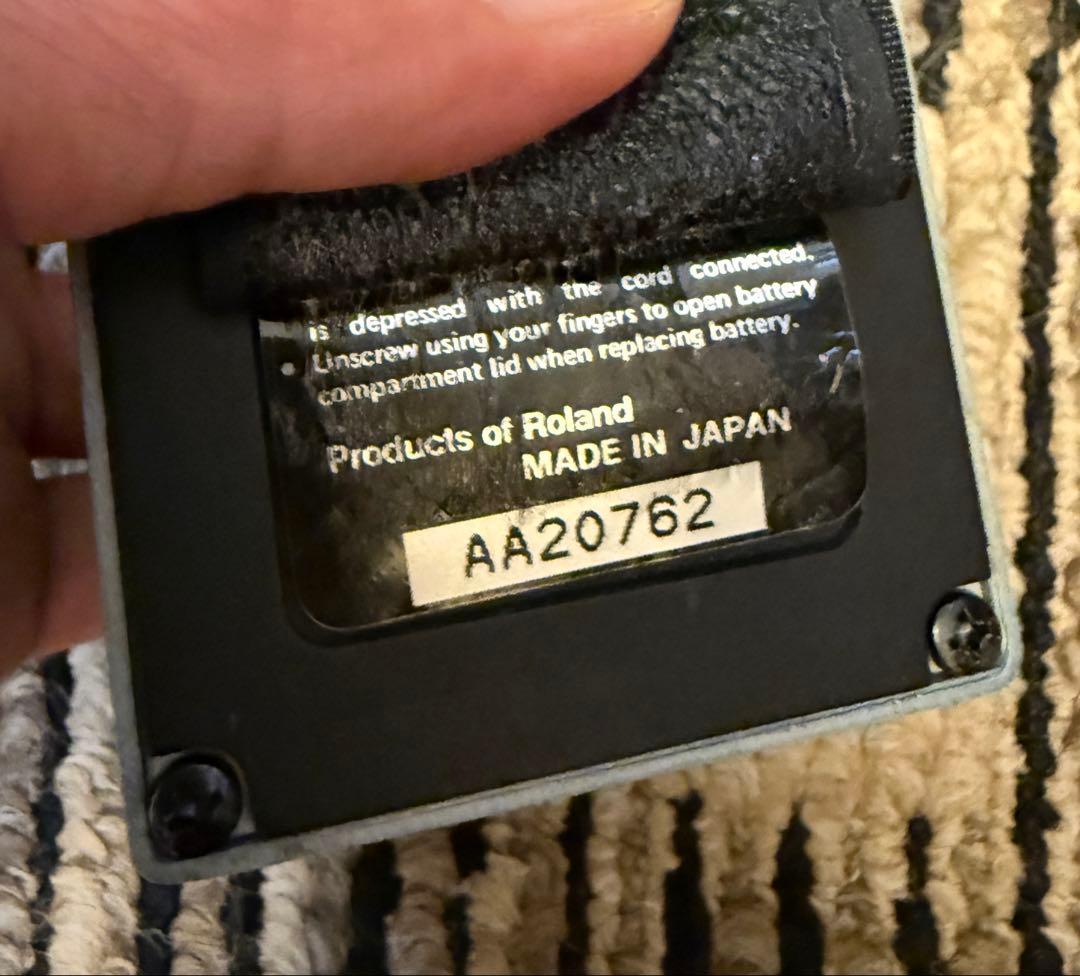 is depressed with the cord connected.
• Unscrew using your fingers to open battery
compartment lid when replacing battery.
Products of Roland
MADE IN JAPAN
AA20762